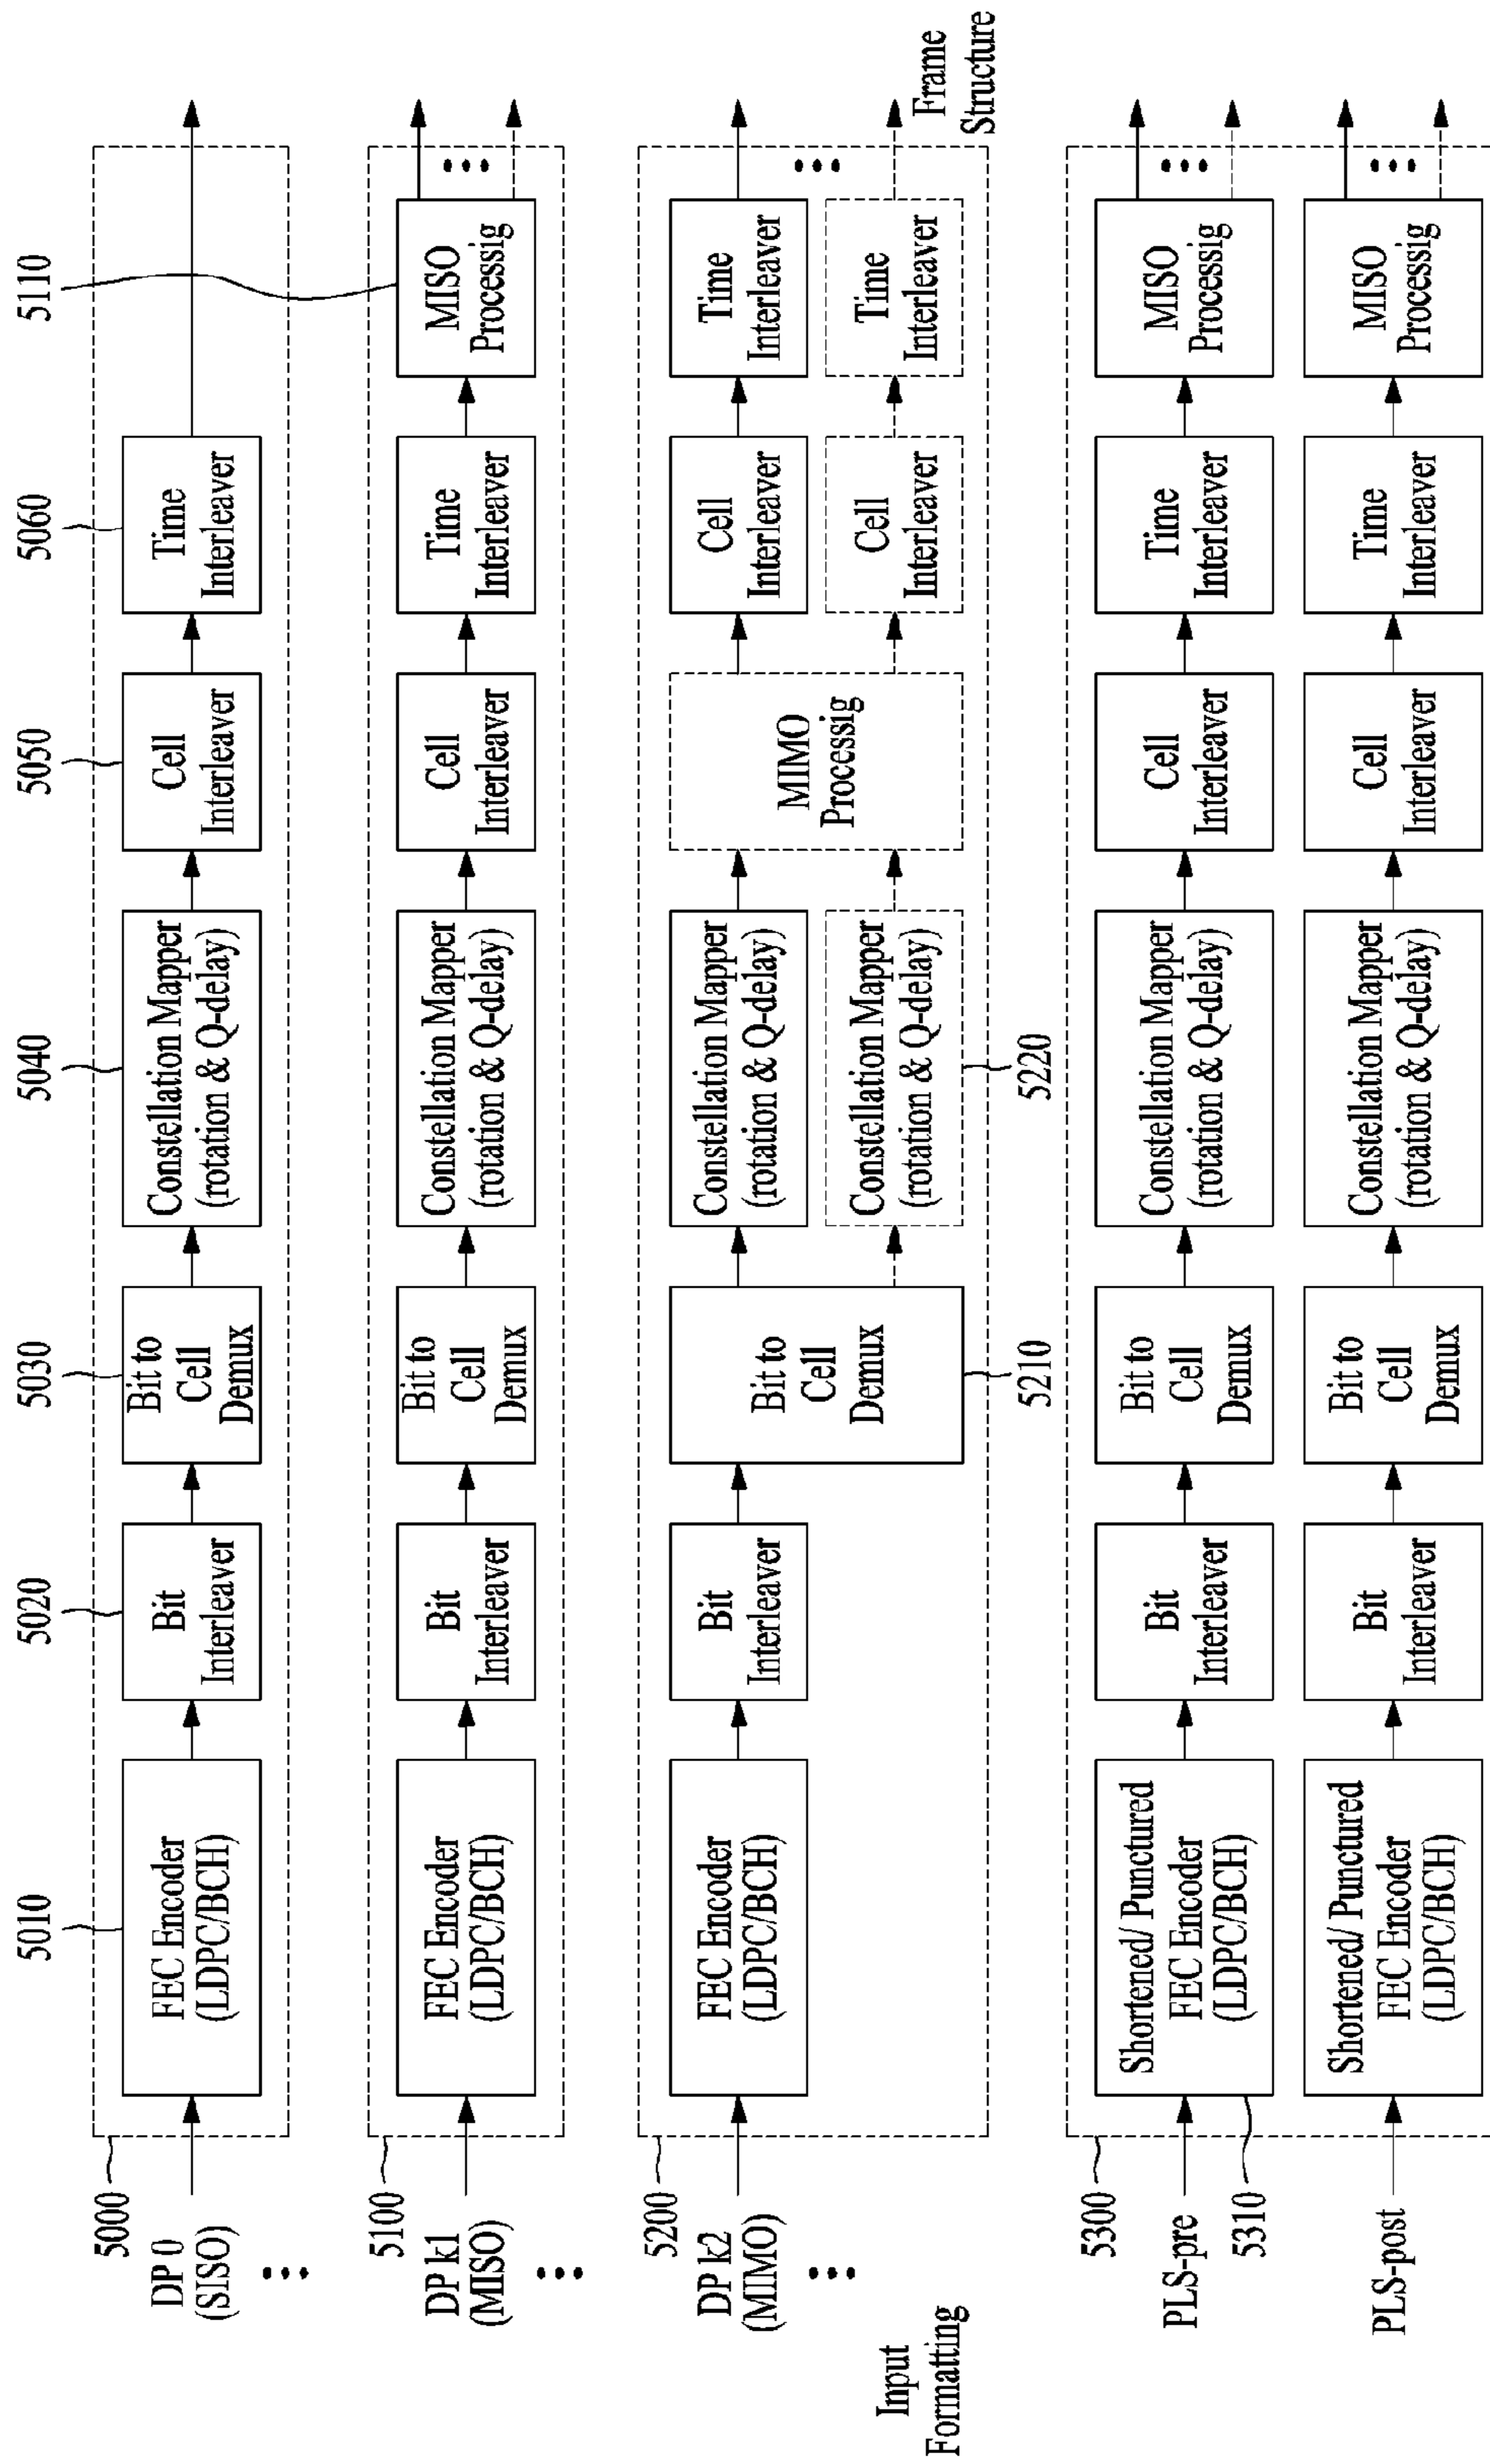 5010
5020
5030
5040
5050
5060
5110
5000
DP 0
(SISO)
FEC Encoder
(LDPC/BCH)
Bit
Interleaver
Bit to
Cell
Demux
Constellation Mapper
(rotation & Q-delay)
Cell
Interleaver
Time
Interleaver
5100
DP k1
(MISO)
FEC Encoder
(LDPC/BCH)
Bit
Interleaver
Bit to
Cell
Demux
Constellation Mapper
(rotation & Q-delay)
Cell
Interleaver
Time
Interleaver
MISO
Processig
5200
DP k2
(MIMO)
FEC Encoder
(LDPC/BCH)
Bit
Interleaver
Bit to
Cell
Demux
Constellation Mapper
(rotation & Q-delay)
Constellation Mapper
(rotation & Q-delay)
MIMO
Processig
Cell
Interleaver
Cell
Interleaver
Time
Interleaver
Time
Interleaver
Input
Formatting
Frame
Structure
5210
5220
5300
PLS-pre
5310
Shortened/ Punctured
FEC Encoder
(LDPC/BCH)
Bit
Interleaver
Bit to
Cell
Demux
Constellation Mapper
(rotation & Q-delay)
Cell
Interleaver
Time
Interleaver
MISO
Processig
PLS-post
Shortened/ Punctured
FEC Encoder
(LDPC/BCH)
Bit
Interleaver
Bit to
Cell
Demux
Constellation Mapper
(rotation & Q-delay)
Cell
Interleaver
Time
Interleaver
MISO
Processig